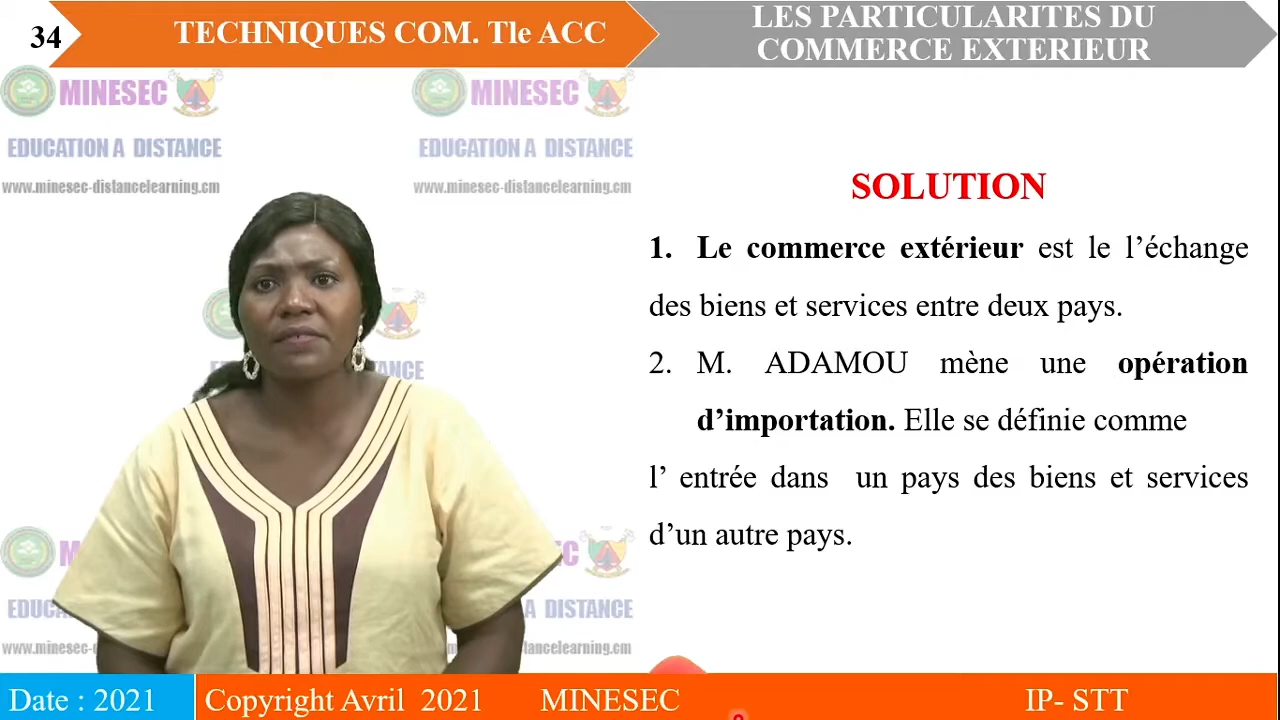 34
TECHNIQUES COM. Tle ACC
LES PARTICULARITES DU
COMMERCE EXTERIEUR
MINESEC
MINESEC
EDUCATION A DISTANCE
EDUCATION A DISTANCE
www.minesec-distancelearning.cm
www.minesec-distancelearning.cm
SOLUTION
1. Le commerce extérieur est le l’échange
des biens et services entre deux pays.
2. M. ADAMOU mène une opération
d’importation. Elle se définie comme
l’ entrée dans un pays des biens et services
d’un autre pays.
Date : 2021
Copyright Avril 2021
MINESEC
IP- STT